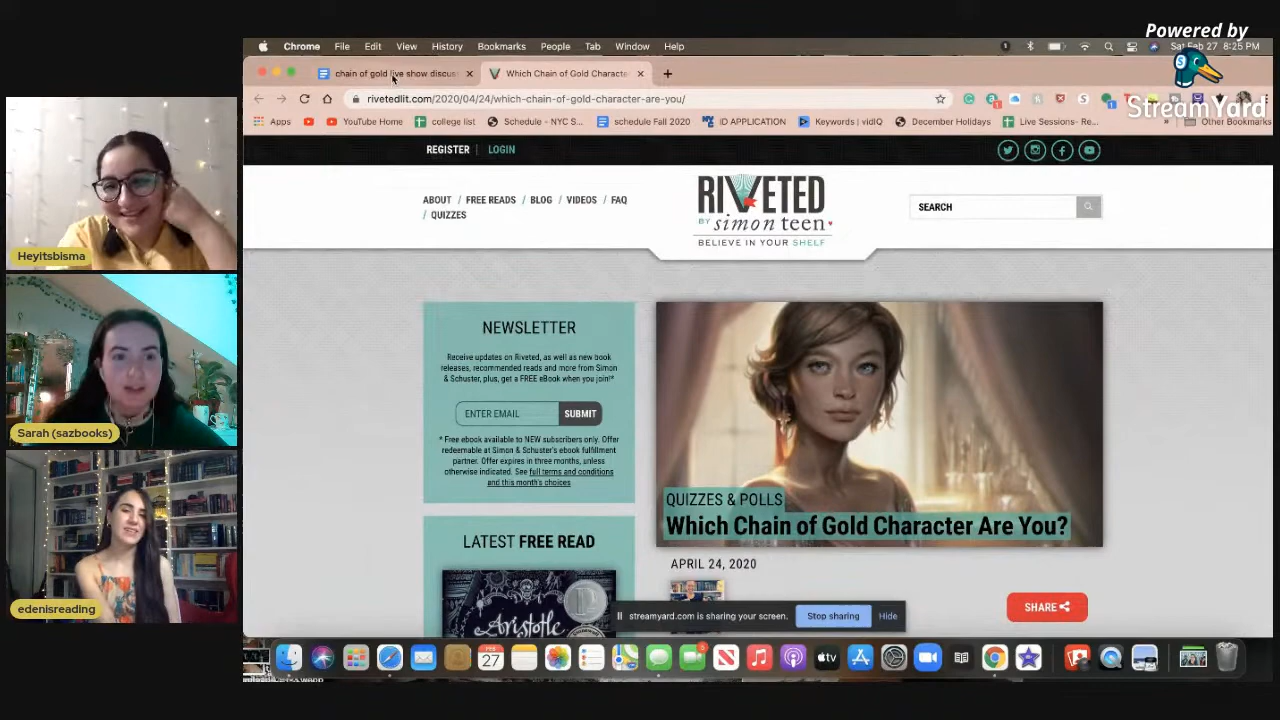 Powered by
StreamYard
Chrome File Edit View History Bookmarks People Tab Window Help
Sat Feb 27 8:25 PM
chain of gold live show discus
Which Chain of Gold Characte
rivetedlit.com/2020/04/24/which-chain-of-gold-character-are-you/
Apps
YouTube Home
college list
Schedule - NYC S...
schedule Fall 2020
ID APPLICATION
Keywords | vidIQ
December Holidays
Live Sessions- Re...
Other Bookmarks
REGISTER | LOGIN
ABOUT / FREE READS / BLOG / VIDEOS / FAQ
/ QUIZZES
RIVETED
BY simon teen
BELIEVE IN YOUR SHELF
SEARCH
Heyitsbisma
Sarah (sazbooks)
edenisreading
NEWSLETTER
Receive updates on Riveted, as well as new book
releases, recommended reads and more from Simon
& Schuster, plus, get a FREE eBook when you join!*
ENTER EMAIL
SUBMIT
* Free ebook available to NEW subscribers only. Offer
redeemable at Simon & Schuster's ebook fulfillment
partner. Offer expires in three months, unless
otherwise indicated. See full terms and conditions
and this month's choices
LATEST FREE READ
Aristotle
QUIZZES & POLLS
Which Chain of Gold Character Are You?
APRIL 24, 2020
SHARE
streamyard.com is sharing your screen.
Stop sharing
Hide
FEB
27
tv